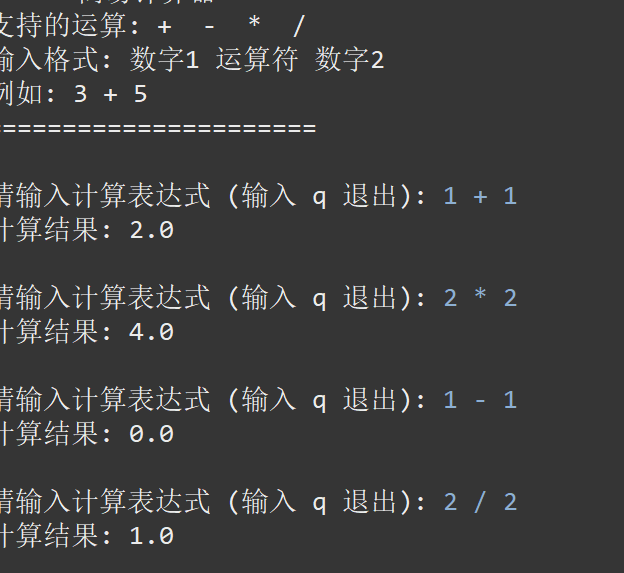 支持的运算: +  -  *  /
输入格式: 数字1 运算符 数字2
例如: 3 + 5
=====================
请输入计算表达式 (输入 q 退出): 1 + 1
计算结果: 2.0
请输入计算表达式 (输入 q 退出): 2 * 2
计算结果: 4.0
请输入计算表达式 (输入 q 退出): 1 - 1
计算结果: 0.0
请输入计算表达式 (输入 q 退出): 2 / 2
计算结果: 1.0